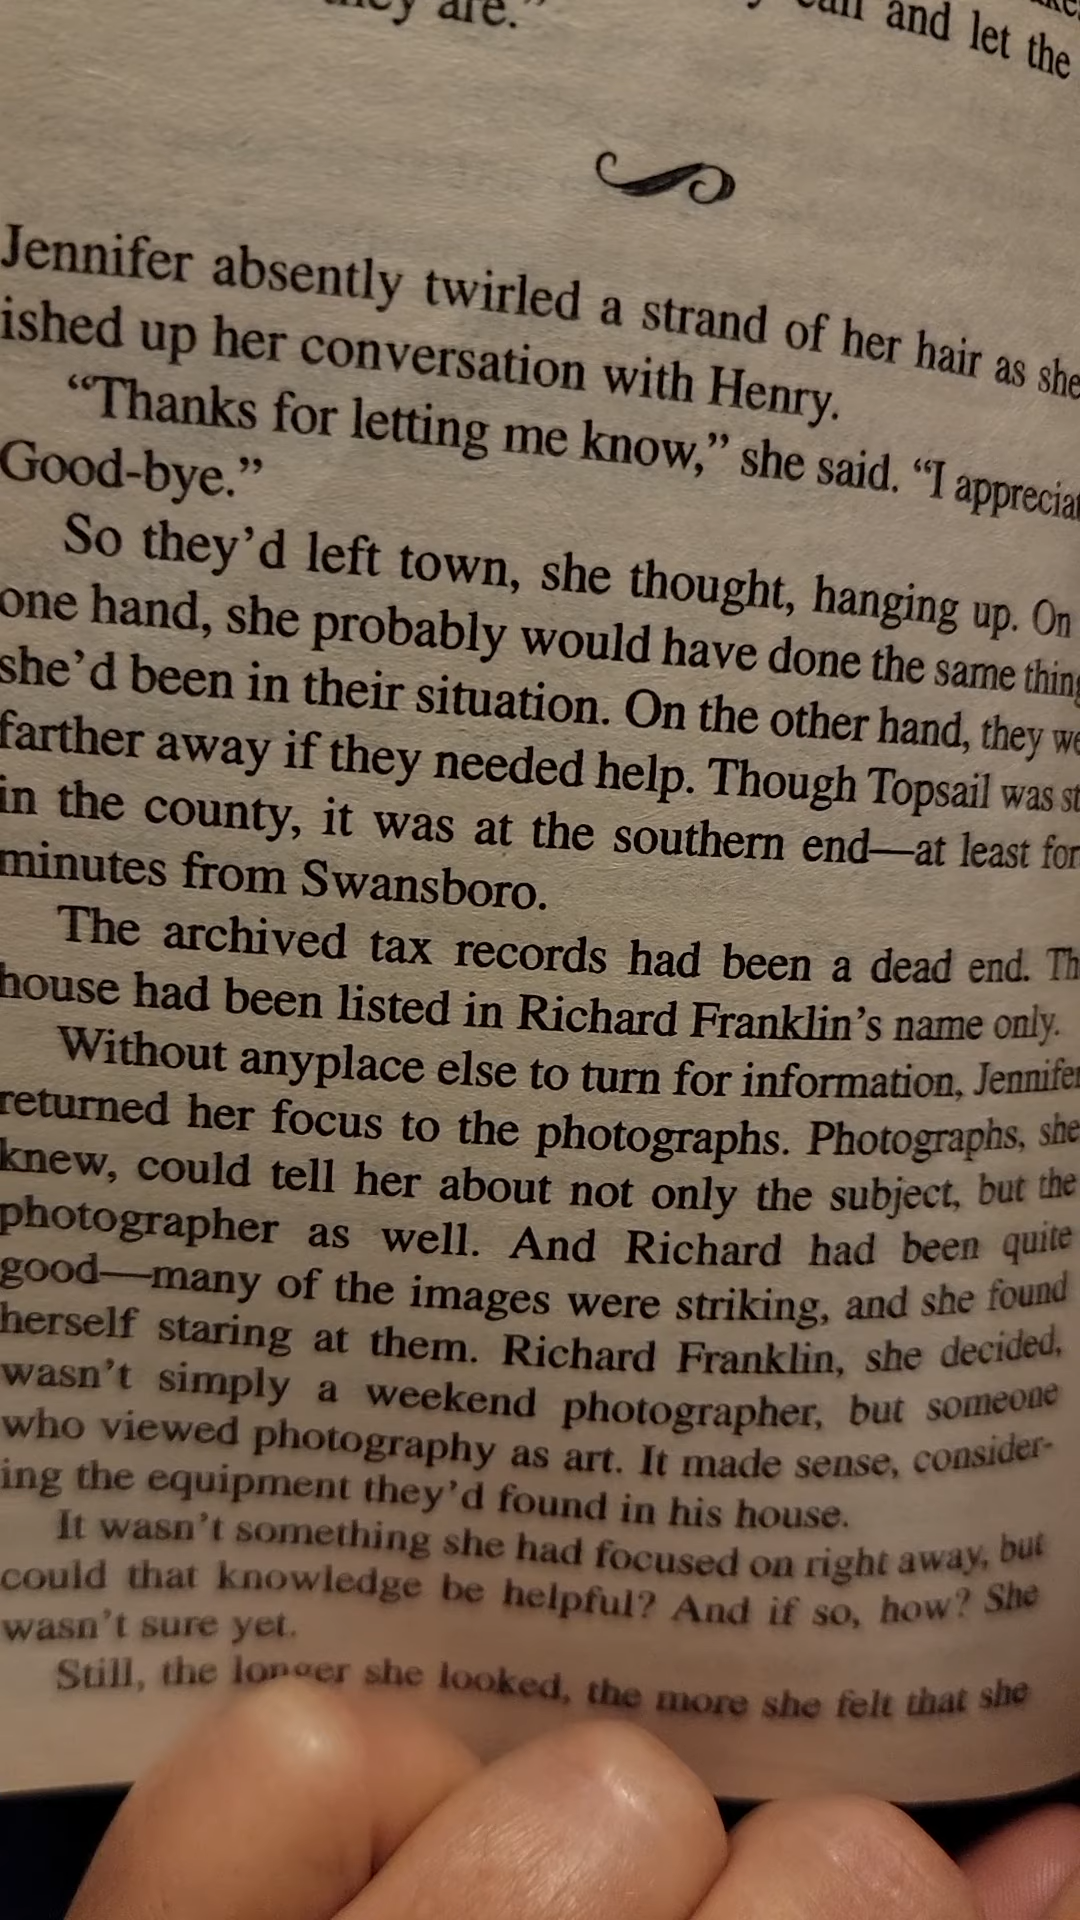 they are." can and let the
Jennifer absently twirled a strand of her hair as she
ished up her conversation with Henry.
“Thanks for letting me know,” she said. “I appreciat
Good-bye.”
So they’d left town, she thought, hanging up. On
one hand, she probably would have done the same thing
she’d been in their situation. On the other hand, they we
farther away if they needed help. Though Topsail was st
in the county, it was at the southern end—at least for
minutes from Swansboro.
The archived tax records had been a dead end. Th
house had been listed in Richard Franklin’s name only.
Without anyplace else to turn for information, Jennifer
returned her focus to the photographs. Photographs, she
knew, could tell her about not only the subject, but the
photographer as well. And Richard had been quite
good—many of the images were striking, and she found
herself staring at them. Richard Franklin, she decided,
wasn’t simply a weekend photographer, but someone
who viewed photography as art. It made sense, consider-
ing the equipment they’d found in his house.
It wasn’t something she had focused on right away, but
could that knowledge be helpful? And if so, how? She
wasn’t sure yet.
Still, the longer she looked, the more she felt that she